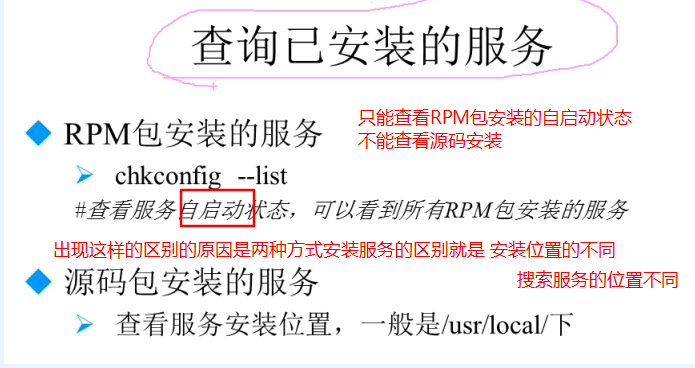 查询已安装的服务
只能查看RPM包安装的自启动状态
不能查看源码安装
RPM包安装的服务
chkconfig --list
#查看服务自启动状态，可以看到所有RPM包安装的服务
出现这样的区别的原因是两种方式安装服务的区别就是 安装位置的不同
源码包安装的服务
搜索服务的位置不同
查看服务安装位置，一般是/usr/local/下